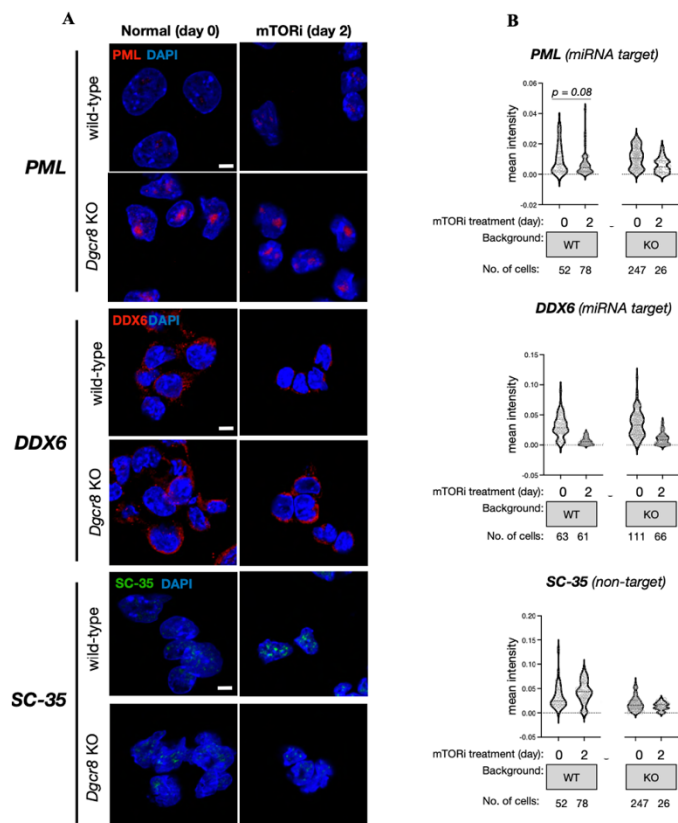 A
Normal (day 0) mTORi (day 2)
PML DAPI
wild-type
PML
Dgcr8 KO
DDX6DAPI
wild-type
DDX6
Dgcr8 KO
SC-35 DAPI
wild-type
SC-35
Dgcr8 KO
B
PML (miRNA target)
p = 0.08
mean intensity
0.06
0.04
0.02
0.00
-0.02
mTORi treatment (day) 0 2 - 0 2
Background: WT KO
No. of cells: 52 78 247 26
DDX6 (miRNA target)
mean intensity
0.15
0.10
0.05
0.00
-0.05
mTORi treatment (day): 0 2 - 0 2
Background: WT KO
No. of cells: 63 61 111 66
SC-35 (non-target)
mean intensity
0.20
0.15
0.10
0.05
0.00
-0.05
mTORi treatment (day): 0 2 - 0 2
Background: WT KO
No. of cells: 52 78 247 26